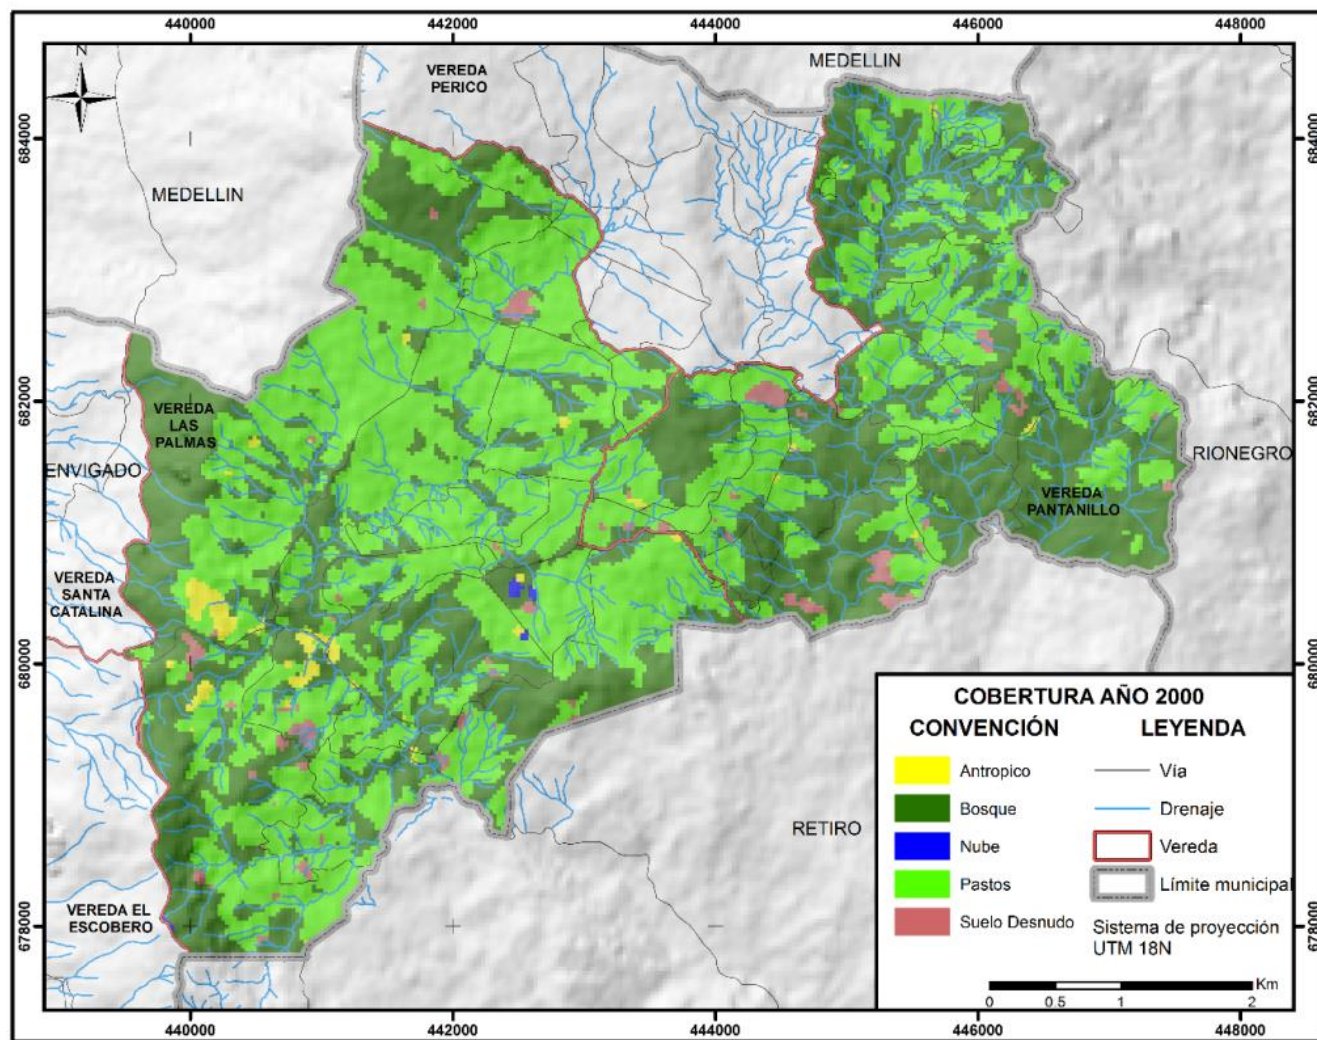 440000
442000
444000
446000
448000
N
MEDELLIN
VEREDA
PERICO
684000
684000
MEDELLIN
682000
682000
VEREDA
LAS
PALMAS
ENVIGADO
RIONEGRO
VEREDA
PANTANILLO
VEREDA
SANTA
CATALINA
680000
680000
COBERTURA AÑO 2000
CONVENCIÓN
LEYENDA
Antropico
Vía
Bosque
Drenaje
Nube
Vereda
RETIRO
Pastos
Límite municipal
Suelo Desnudo
Sistema de proyección
UTM 18N
VEREDA EL
ESCOBERO
678000
678000
Km
0
0.5
1
2
440000
442000
444000
446000
448000